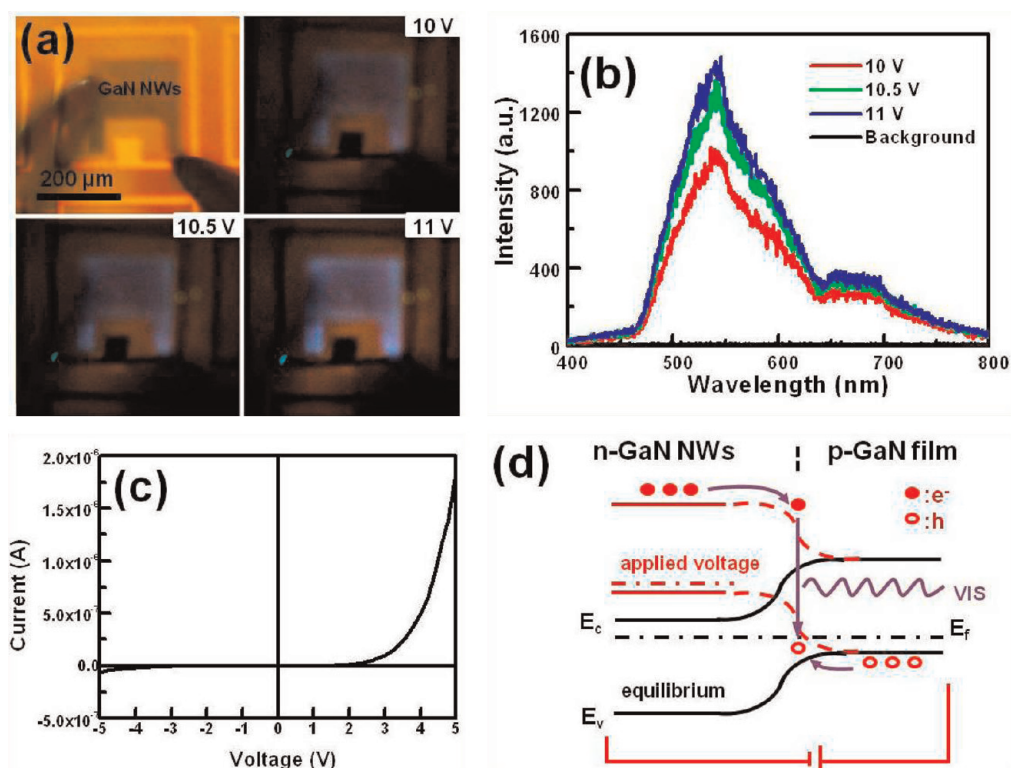 (a)
10 V
GaN NWs
200 µm
10.5 V
11 V
(b)
1600
1200
800
400
0
400 500 600 700 800
Intensity (a.u.)
Wavelength (nm)
10 V
10.5 V
11 V
Background
(c)
2.0x10⁻⁶
1.5x10⁻⁶
1.0x10⁻⁶
5.0x10⁻⁷
0.0
-5.0x10⁻⁷
-5 -4 -3 -2 -1 0 1 2 3 4 5
Current (A)
Voltage (V)
(d)
n-GaN NWs
p-GaN film
:e⁻
:h
applied voltage
VIS
E_c
E_f
equilibrium
E_v